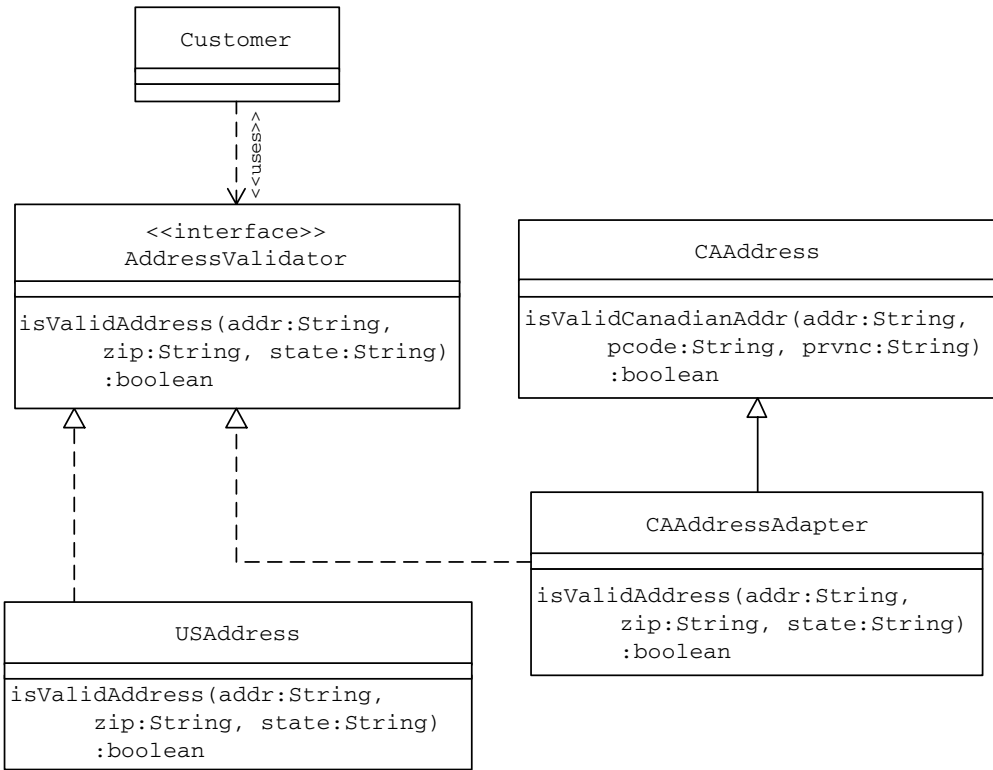 Customer
<<uses>>
<<interface>>
AddressValidator
isValidAddress(addr:String,
zip:String, state:String)
:boolean
CAAddress
isValidCanadianAddr(addr:String,
pcode:String, prvnc:String)
:boolean
CAAddressAdapter
isValidAddress(addr:String,
zip:String, state:String)
:boolean
USAddress
isValidAddress(addr:String,
zip:String, state:String)
:boolean